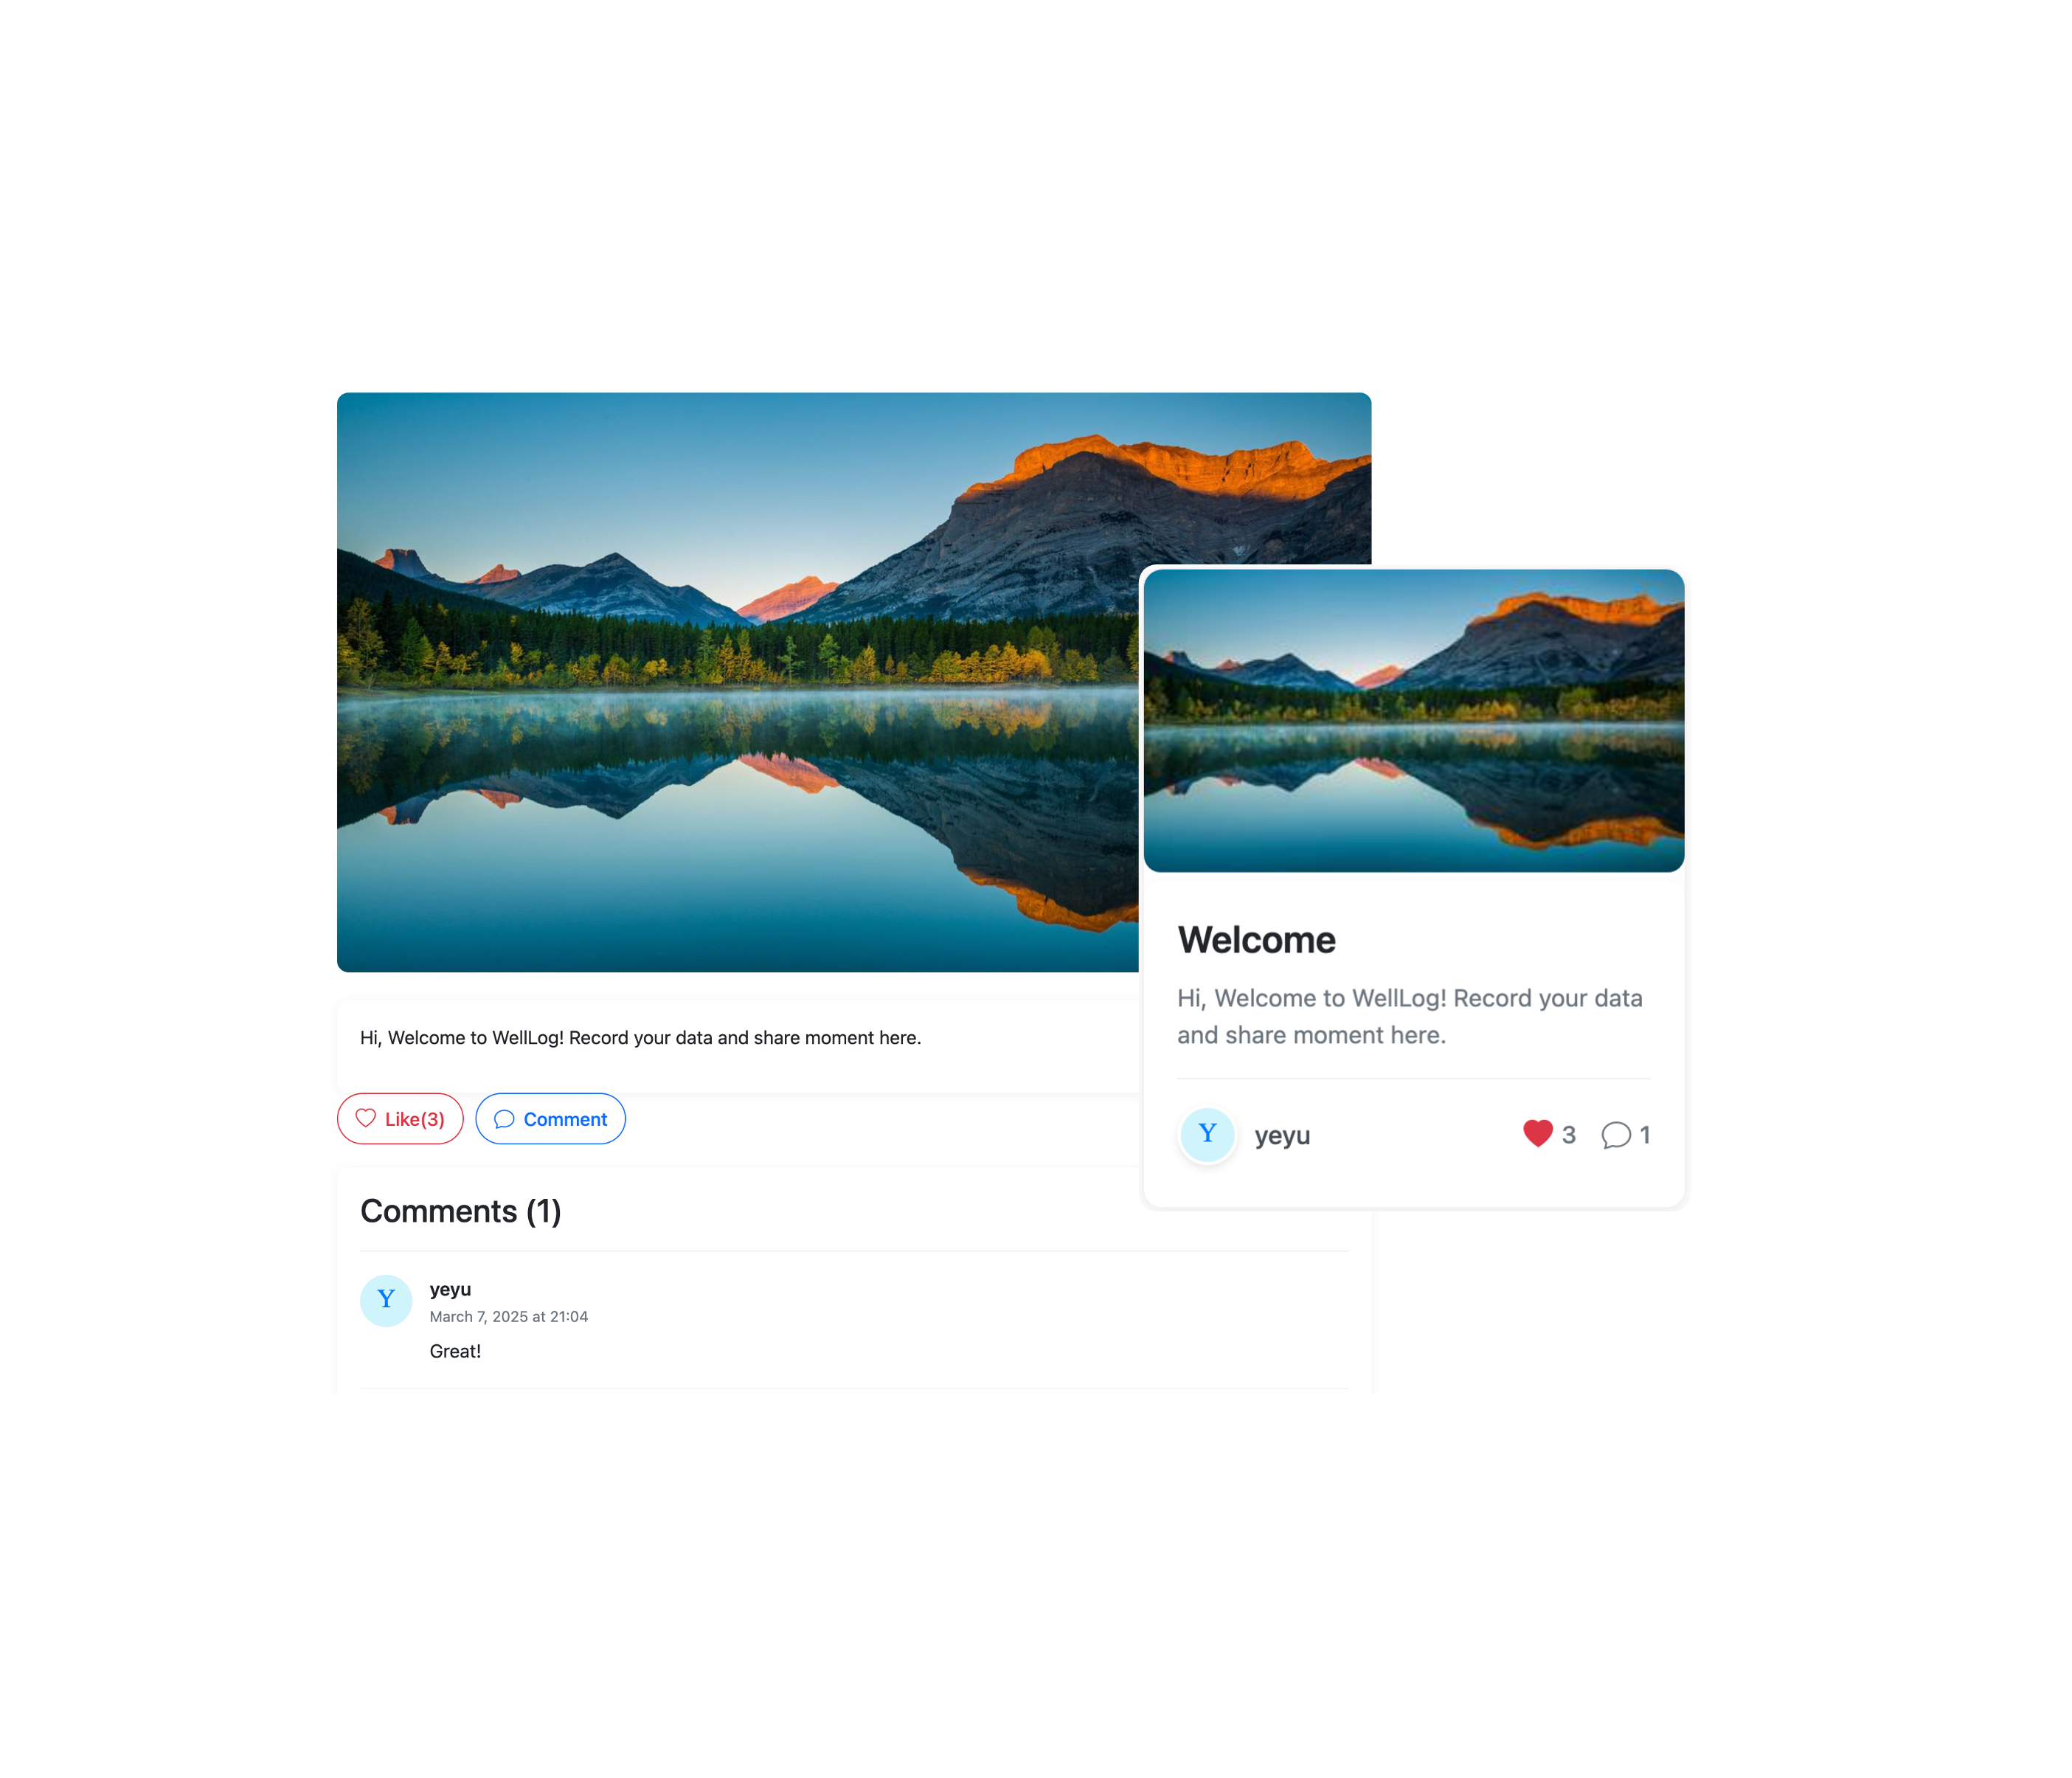 Hi, Welcome to WellLog! Record your data and share moment here.
Like(3)
Comment
Comments (1)
Y
yeyu
March 7, 2025 at 21:04
Great!
Welcome
Hi, Welcome to WellLog! Record your data
and share moment here.
Y
yeyu
3
1